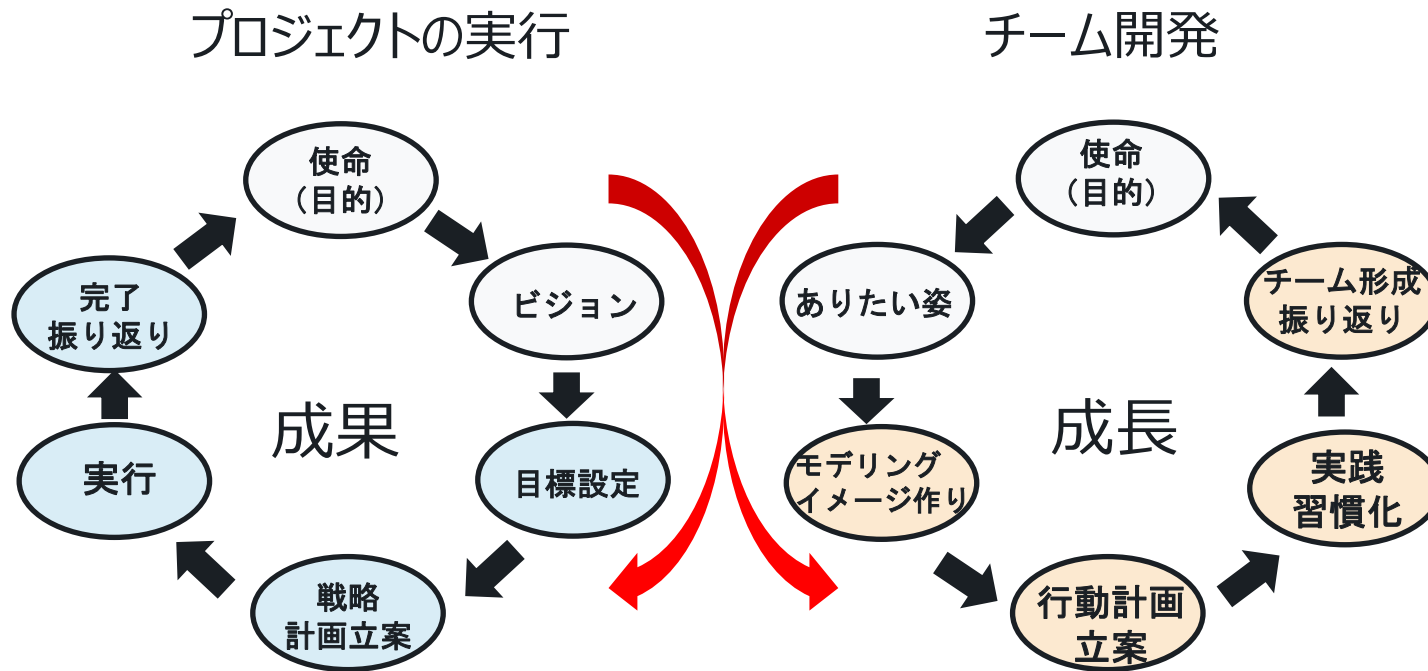 プロジェクトの実行
使命
（目的）
ビジョン
目標設定
戦略
計画立案
実行
完了
振り返り
成果
チーム開発
使命
（目的）
ありたい姿
モデリング
イメージ作り
行動計画
立案
実践
習慣化
チーム形成
振り返り
成長